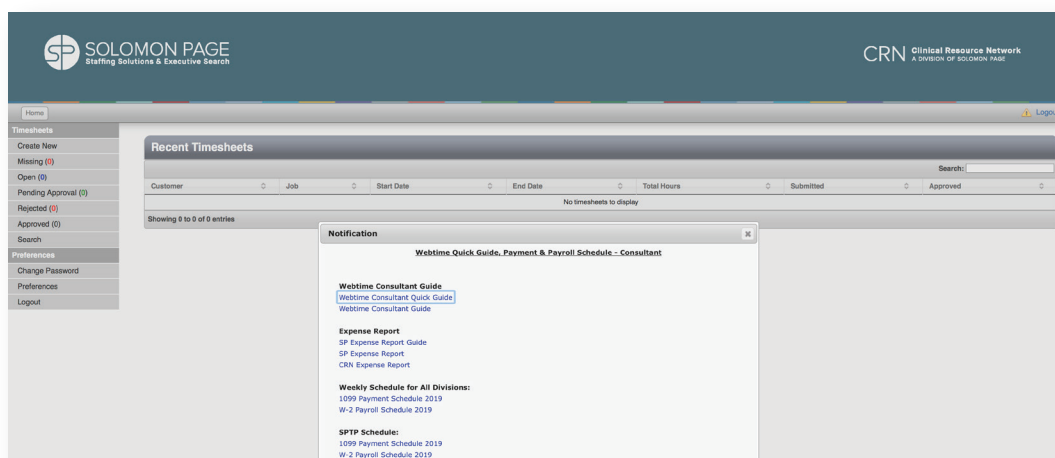 SP SOLOMON PAGE
Staffing Solutions & Executive Search
CRN Clinical Resource Network
A DIVISION OF SOLOMON PAGE
Home
Logou
Timesheets
Create New
Missing (0)
Open (0)
Pending Approval (0)
Rejected (0)
Approved (0)
Search
Preferences
Change Password
Preferences
Logout
Recent Timesheets
Search:
Customer Job Start Date End Date Total Hours Submitted Approved
No timesheets to display
Showing 0 to 0 of 0 entries
Notification
Webtime Quick Guide, Payment & Payroll Schedule - Consultant
Webtime Consultant Guide
Webtime Consultant Quick Guide
Webtime Consultant Guide
Expense Report
SP Expense Report Guide
SP Expense Report
CRN Expense Report
Weekly Schedule for All Divisions:
1099 Payment Schedule 2019
W-2 Payroll Schedule 2019
SPTP Schedule:
1099 Payment Schedule 2019
W-2 Payroll Schedule 2019